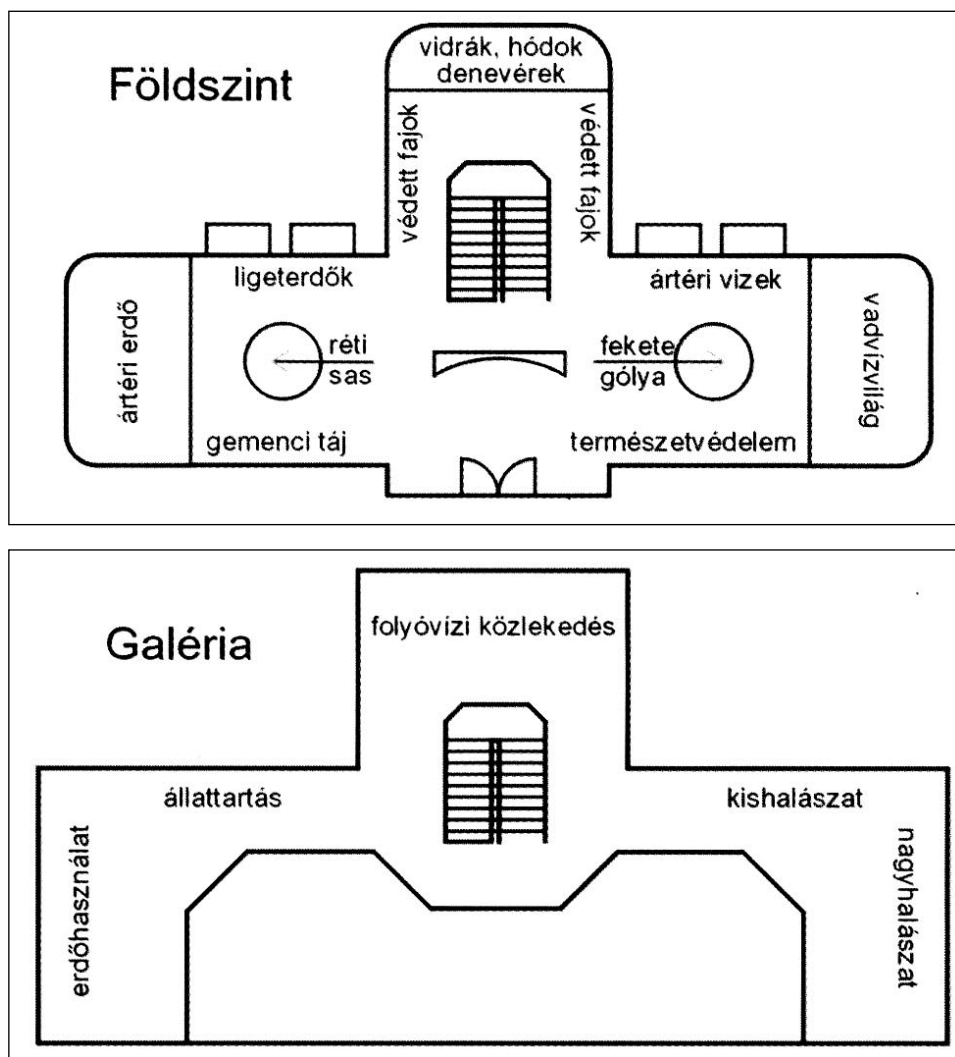 Földszint
vidrák, hódok
denevérek
védett fajok
védett fajok
ligeterdők
ártéri vizek
ártéri erdő
réti
sas
fekete
gólya
vadvízvilág
gemenci táj
természetvédelem
Galéria
folyóvízi közlekedés
állattartás
kishalászat
erdőhasználat
nagyhalászat